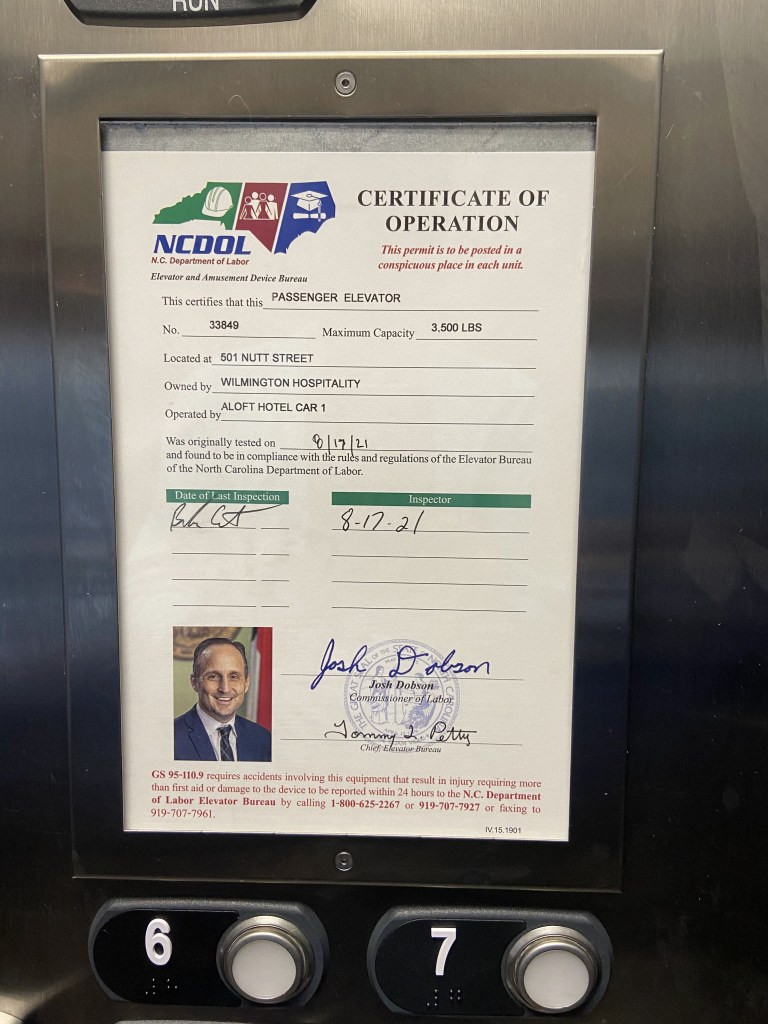 RUN
NCDOL
N.C. Department of Labor
Elevator and Amusement Device Bureau
CERTIFICATE OF
OPERATION
This permit is to be posted in a
conspicuous place in each unit.
This certifies that this PASSENGER ELEVATOR
No. 33849 Maximum Capacity 3,500 LBS
Located at 501 NUTT STREET
Owned by WILMINGTON HOSPITALITY
Operated by ALOFT HOTEL CAR 1
Was originally tested on 8/17/21
and found to be in compliance with the rules and regulations of the Elevator Bureau
of the North Carolina Department of Labor.
Date of Last Inspection Inspector
8-17-21
Josh Dobson
Josh Dobson
Commissioner of Labor
Tommy L. Petty
Chief, Elevator Bureau
GS 95-110.9 requires accidents involving this equipment that result in injury requiring more
than first aid or damage to the device to be reported within 24 hours to the N.C. Department
of Labor Elevator Bureau by calling 1-800-625-2267 or 919-707-7927 or faxing to
919-707-7961.
IV.15.1901
6 7